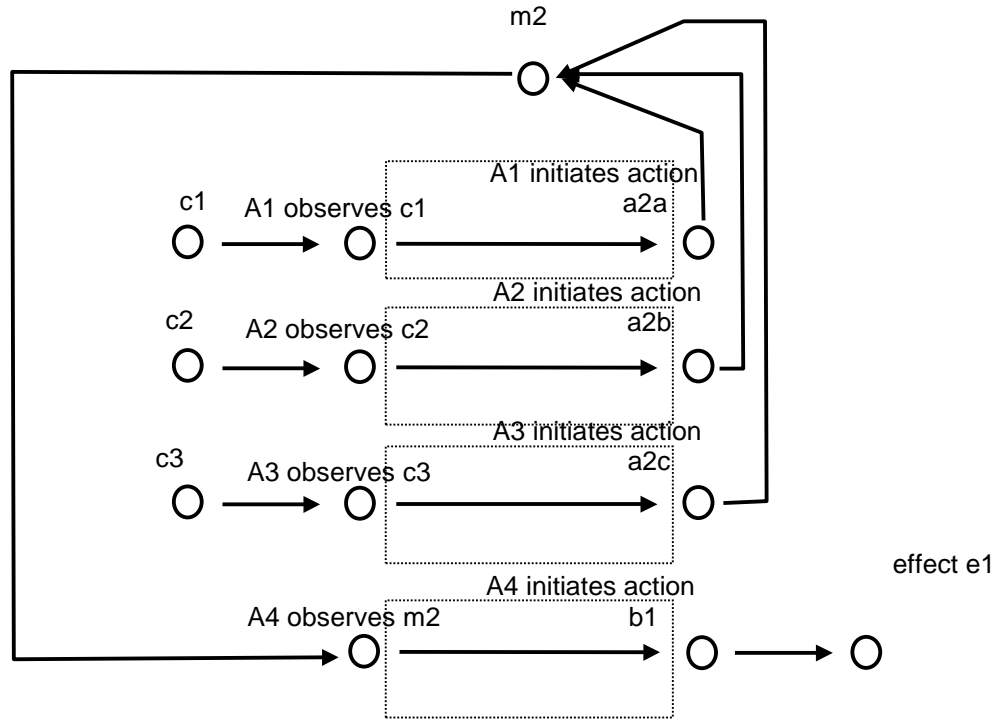 m2
A1 initiates action
a2a
c1
A1 observes c1
A2 initiates action
a2b
c2
A2 observes c2
A3 initiates action
a2c
c3
A3 observes c3
effect e1
A4 initiates action
b1
A4 observes m2